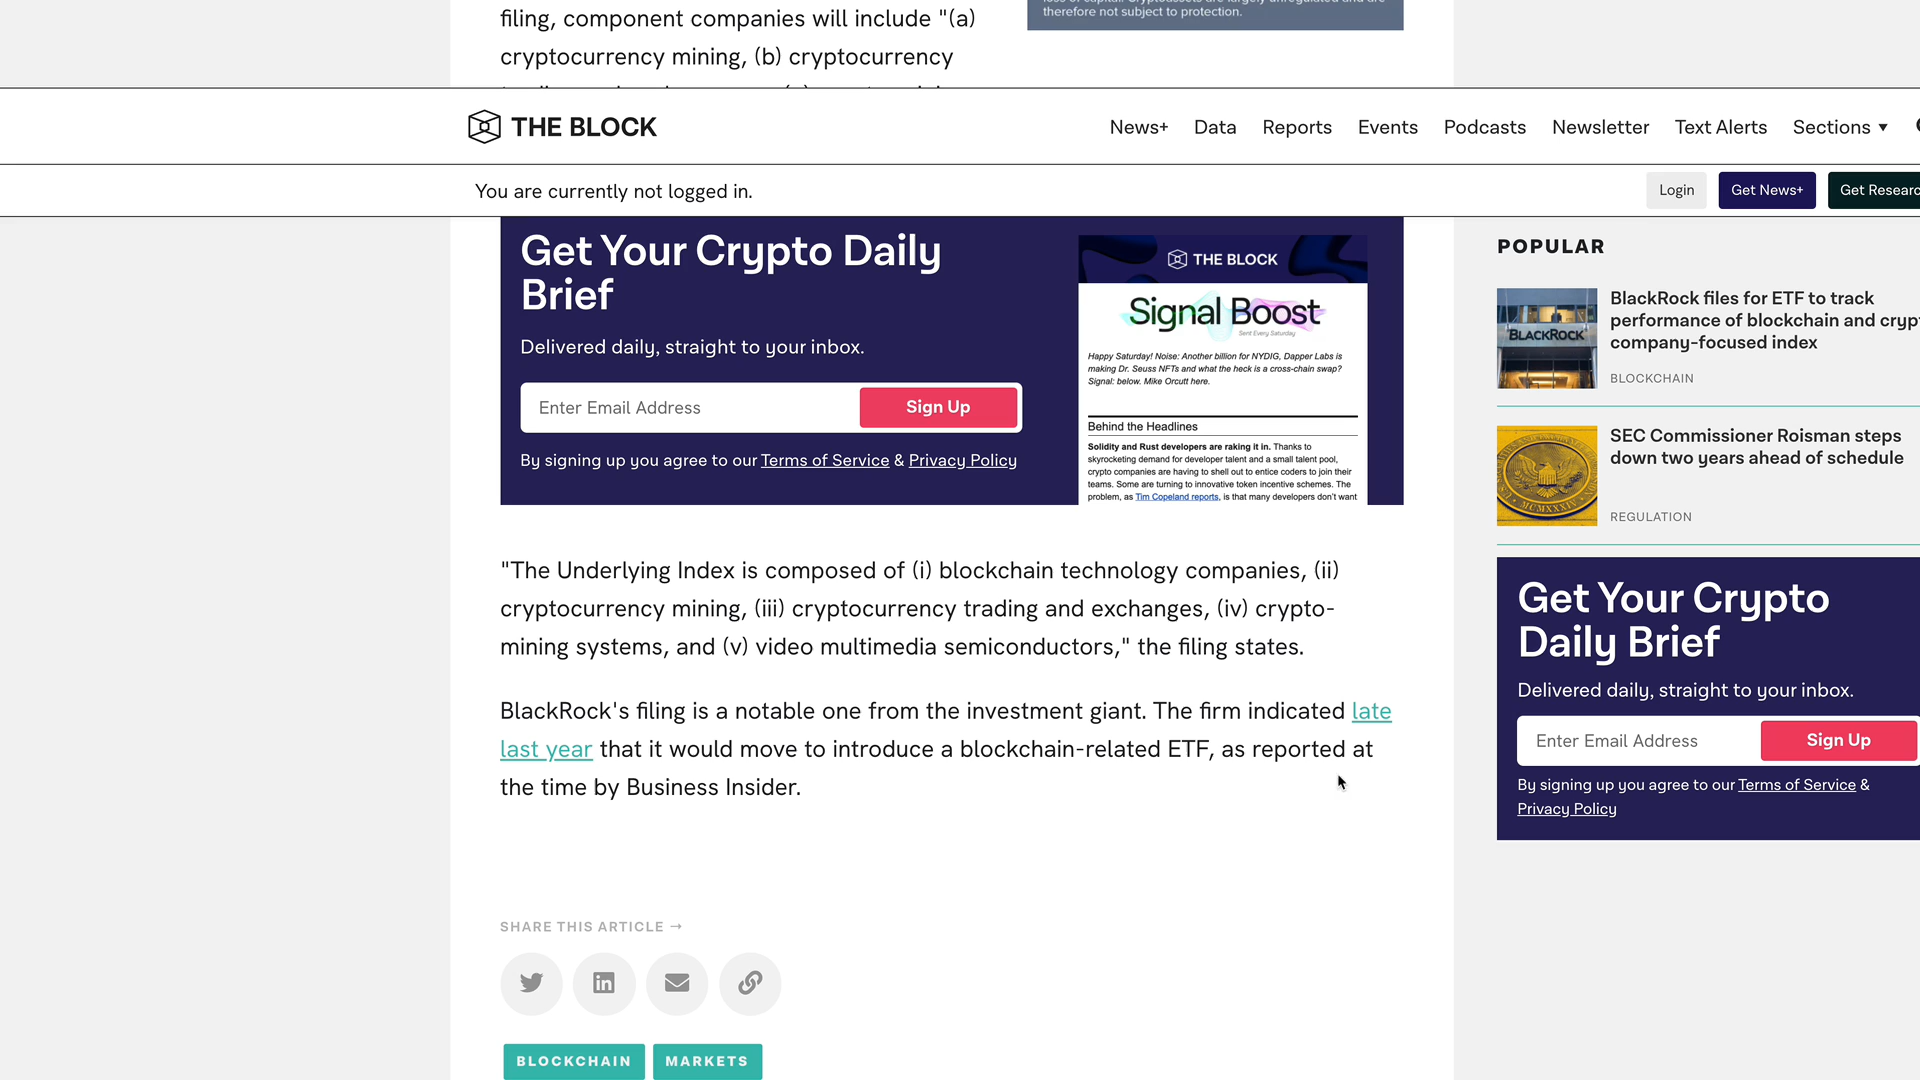 filing, component companies will include "(a)
cryptocurrency mining, (b) cryptocurrency
therefore not subject to protection.
THE BLOCK
News+ Data Reports Events Podcasts Newsletter Text Alerts Sections
You are currently not logged in.
Login Get News+ Get Researc
Get Your Crypto Daily
Brief
Delivered daily, straight to your inbox.
Enter Email Address Sign Up
By signing up you agree to our Terms of Service & Privacy Policy
THE BLOCK
Signal Boost
Sent Every Saturday
Happy Saturday! Noise: Another billion for NYDIG, Dapper Labs is
making Dr. Seuss NFTs and what the heck is a cross-chain swap?
Signal: below. Mike Orcutt here.
Behind the Headlines
Solidity and Rust developers are raking it in. Thanks to
skyrocketing demand for developer talent and a small talent pool,
crypto companies are having to shell out to entice coders to join their
teams. Some are turning to innovative token incentive schemes. The
problem, as Tim Copeland reports, is that many developers don't want
"The Underlying Index is composed of (i) blockchain technology companies, (ii)
cryptocurrency mining, (iii) cryptocurrency trading and exchanges, (iv) crypto-
mining systems, and (v) video multimedia semiconductors," the filing states.
BlackRock's filing is a notable one from the investment giant. The firm indicated late
last year that it would move to introduce a blockchain-related ETF, as reported at
the time by Business Insider.
SHARE THIS ARTICLE →
BLOCKCHAIN MARKETS
POPULAR
BLACKROCK
BlackRock files for ETF to track
performance of blockchain and cryp
company-focused index
BLOCKCHAIN
MCMXXXIV
SEC Commissioner Roisman steps
down two years ahead of schedule
REGULATION
Get Your Crypto
Daily Brief
Delivered daily, straight to your inbox.
Enter Email Address Sign Up
By signing up you agree to our Terms of Service &
Privacy Policy